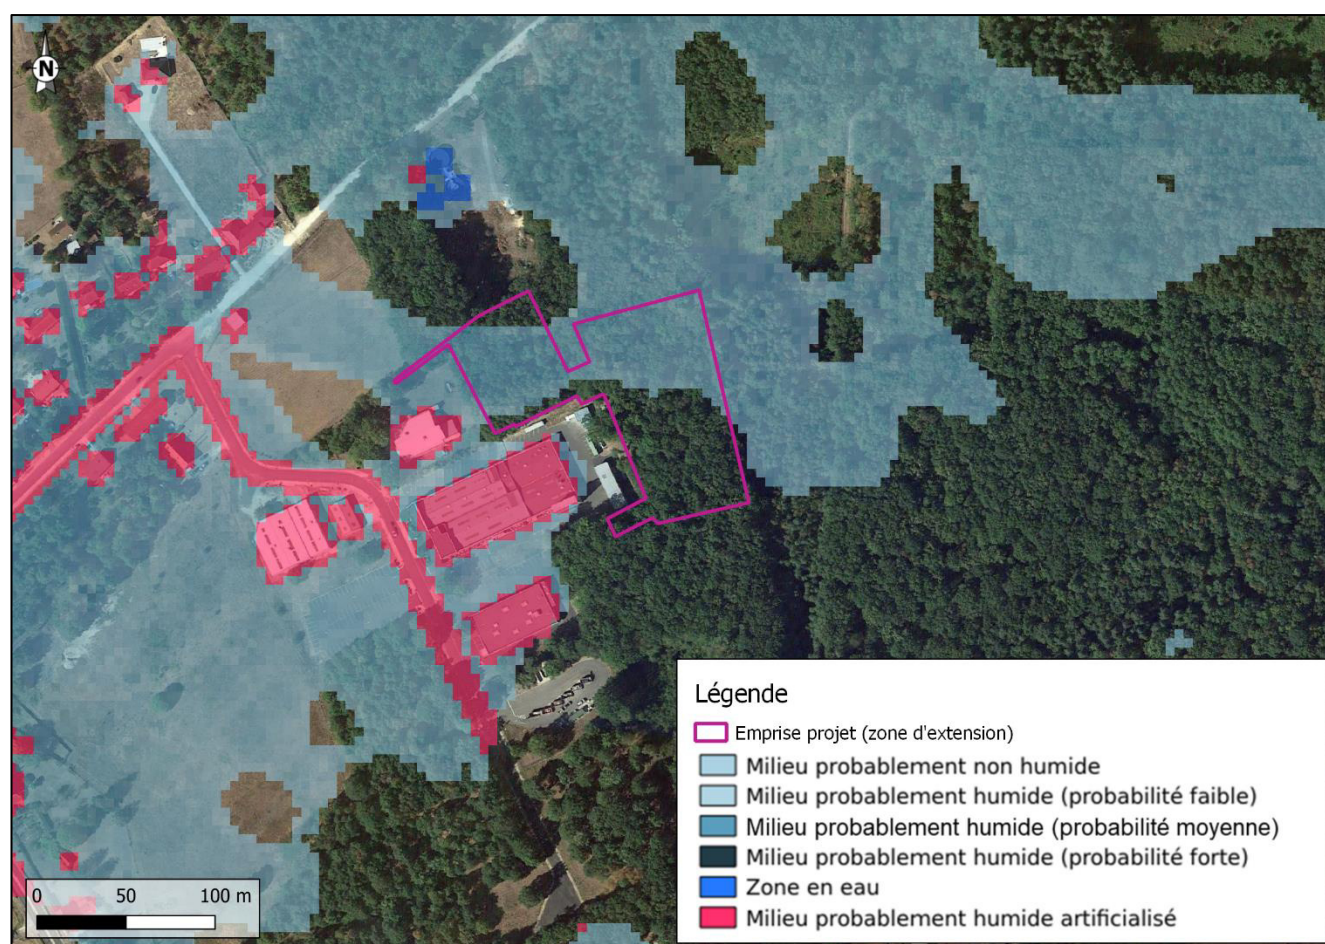 N
Légende
Emprise projet (zone d'extension)
Milieu probablement non humide
Milieu probablement humide (probabilité faible)
Milieu probablement humide (probabilité moyenne)
Milieu probablement humide (probabilité forte)
Zone en eau
Milieu probablement humide artificialisé
0 50 100 m